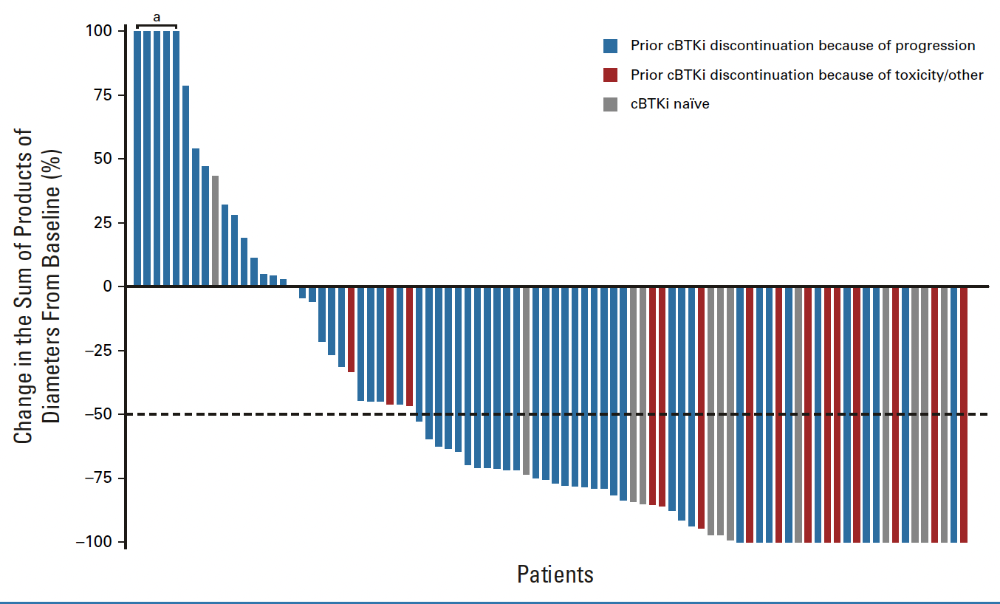 a
100
75
50
25
0
–25
–50
–75
–100
Change in the Sum of Products of
Diameters From Baseline (%)
Prior cBTKi discontinuation because of progression
Prior cBTKi discontinuation because of toxicity/other
cBTKi naïve
Patients